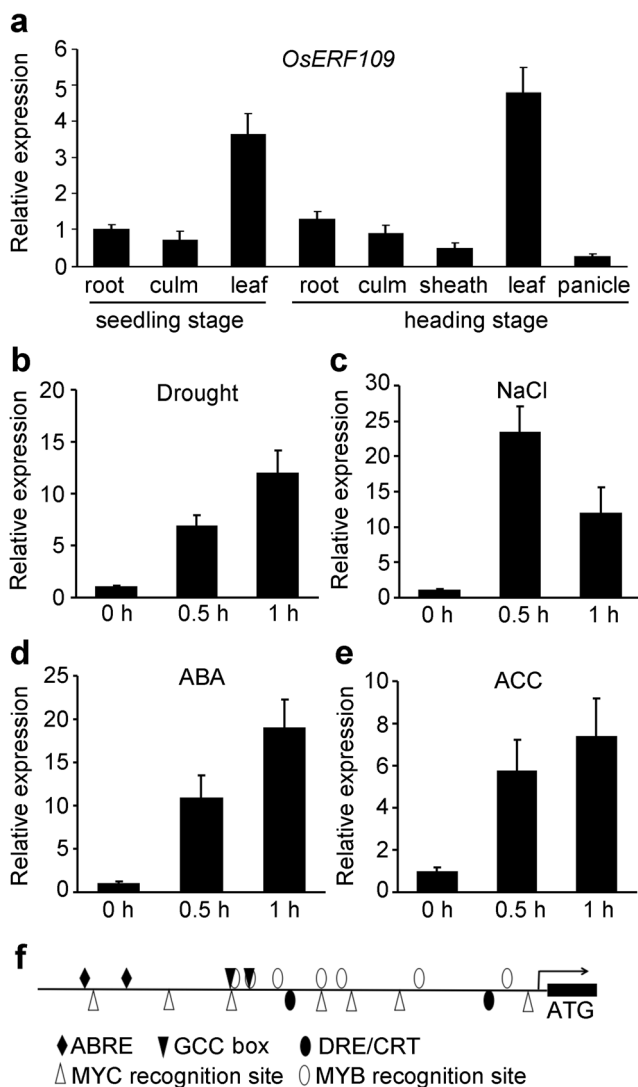 a
OsERF109
Relative expression
6
5
4
3
2
1
0
root culm leaf root culm sheath leaf panicle
seedling stage heading stage
b
Drought
Relative expression
20
15
10
5
0
0 h 0.5 h 1 h
c
NaCl
Relative expression
30
25
20
15
10
5
0
0 h 0.5 h 1 h
d
ABA
Relative expression
25
20
15
10
5
0
0 h 0.5 h 1 h
e
ACC
Relative expression
10
8
6
4
2
0
0 h 0.5 h 1 h
f
ATG
ABRE GCC box DRE/CRT
MYC recognition site MYB recognition site